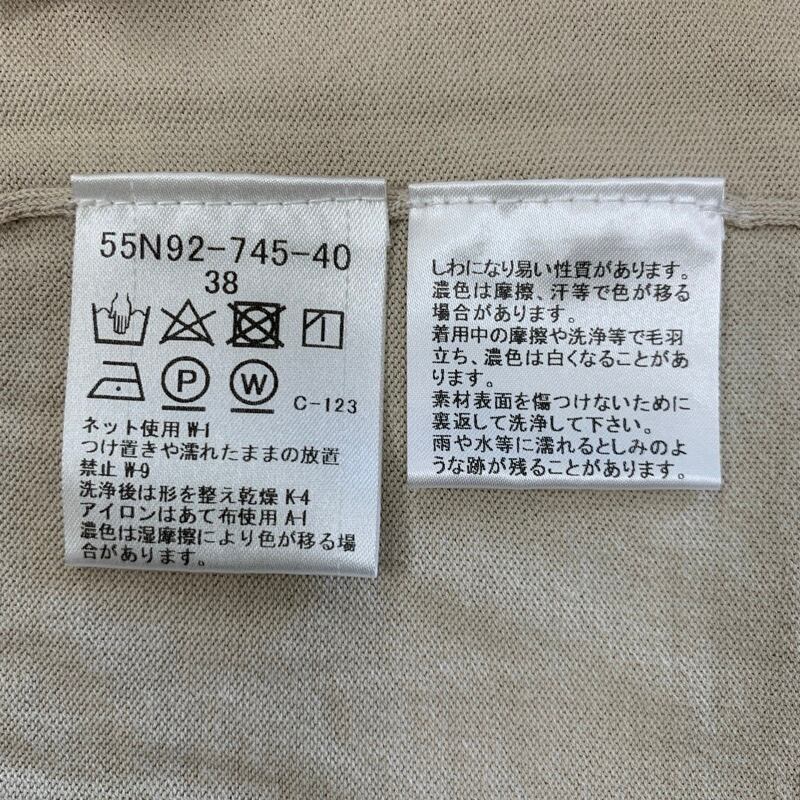 55N92-745-40
38
P W C-123
ネット使用 W-1
つけ置きや濡れたままの放置
禁止 W-9
洗浄後は形を整え乾燥 K-4
アイロンはあて布使用 A-1
濃色は湿摩擦により色が移る場
合があります。
しわになり易い性質があります。
濃色は摩擦、汗等で色が移る
場合があります。
着用中の摩擦や洗浄等で毛羽
立ち、濃色は白くなることがあ
ります。
素材表面を傷つけないために
裏返して洗浄して下さい。
雨や水等に濡れるとしみのよ
うな跡が残ることがあります。